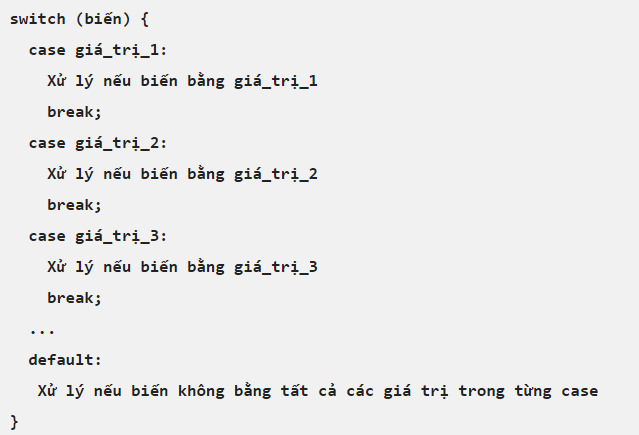 switch (biến) {
case giá_trị_1:
Xử lý nếu biến bằng giá_trị_1
break;
case giá_trị_2:
Xử lý nếu biến bằng giá_trị_2
break;
case giá_trị_3:
Xử lý nếu biến bằng giá_trị_3
break;
...
default:
Xử lý nếu biến không bằng tất cả các giá trị trong từng case
}